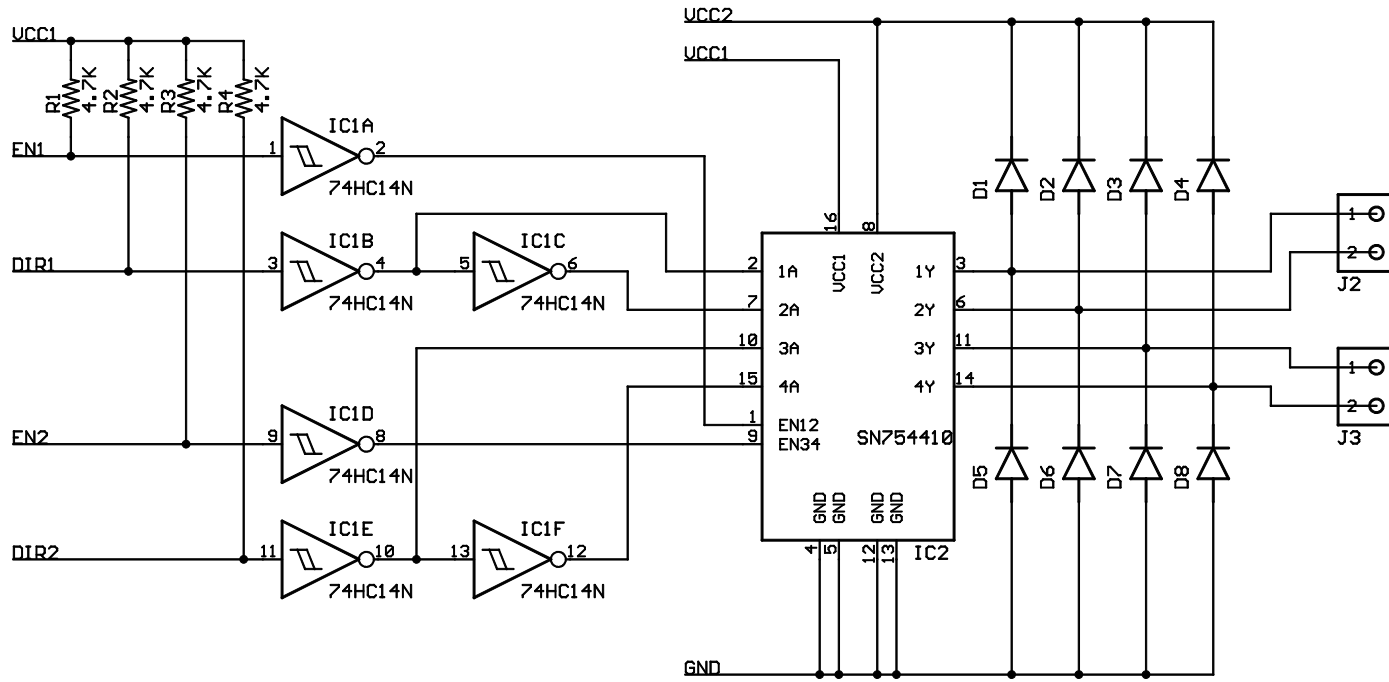 VCC2
VCC1
VCC1
R1
4.7K
R2
4.7K
R3
4.7K
R4
4.7K
EN1
1
IC1A
2
74HC14N
DIR1
3
IC1B
4
74HC14N
5
IC1C
6
74HC14N
EN2
9
IC1D
8
74HC14N
DIR2
11
IC1E
10
74HC14N
13
IC1F
12
74HC14N
16
8
VCC1
VCC2
2
1A
7
2A
10
3A
15
4A
1
EN12
9
EN34
1Y
3
2Y
6
3Y
11
4Y
14
SN754410
GND
GND
GND
GND
4
5
12
13
IC2
GND
D1
D2
D3
D4
D5
D6
D7
D8
1
2
J2
1
2
J3